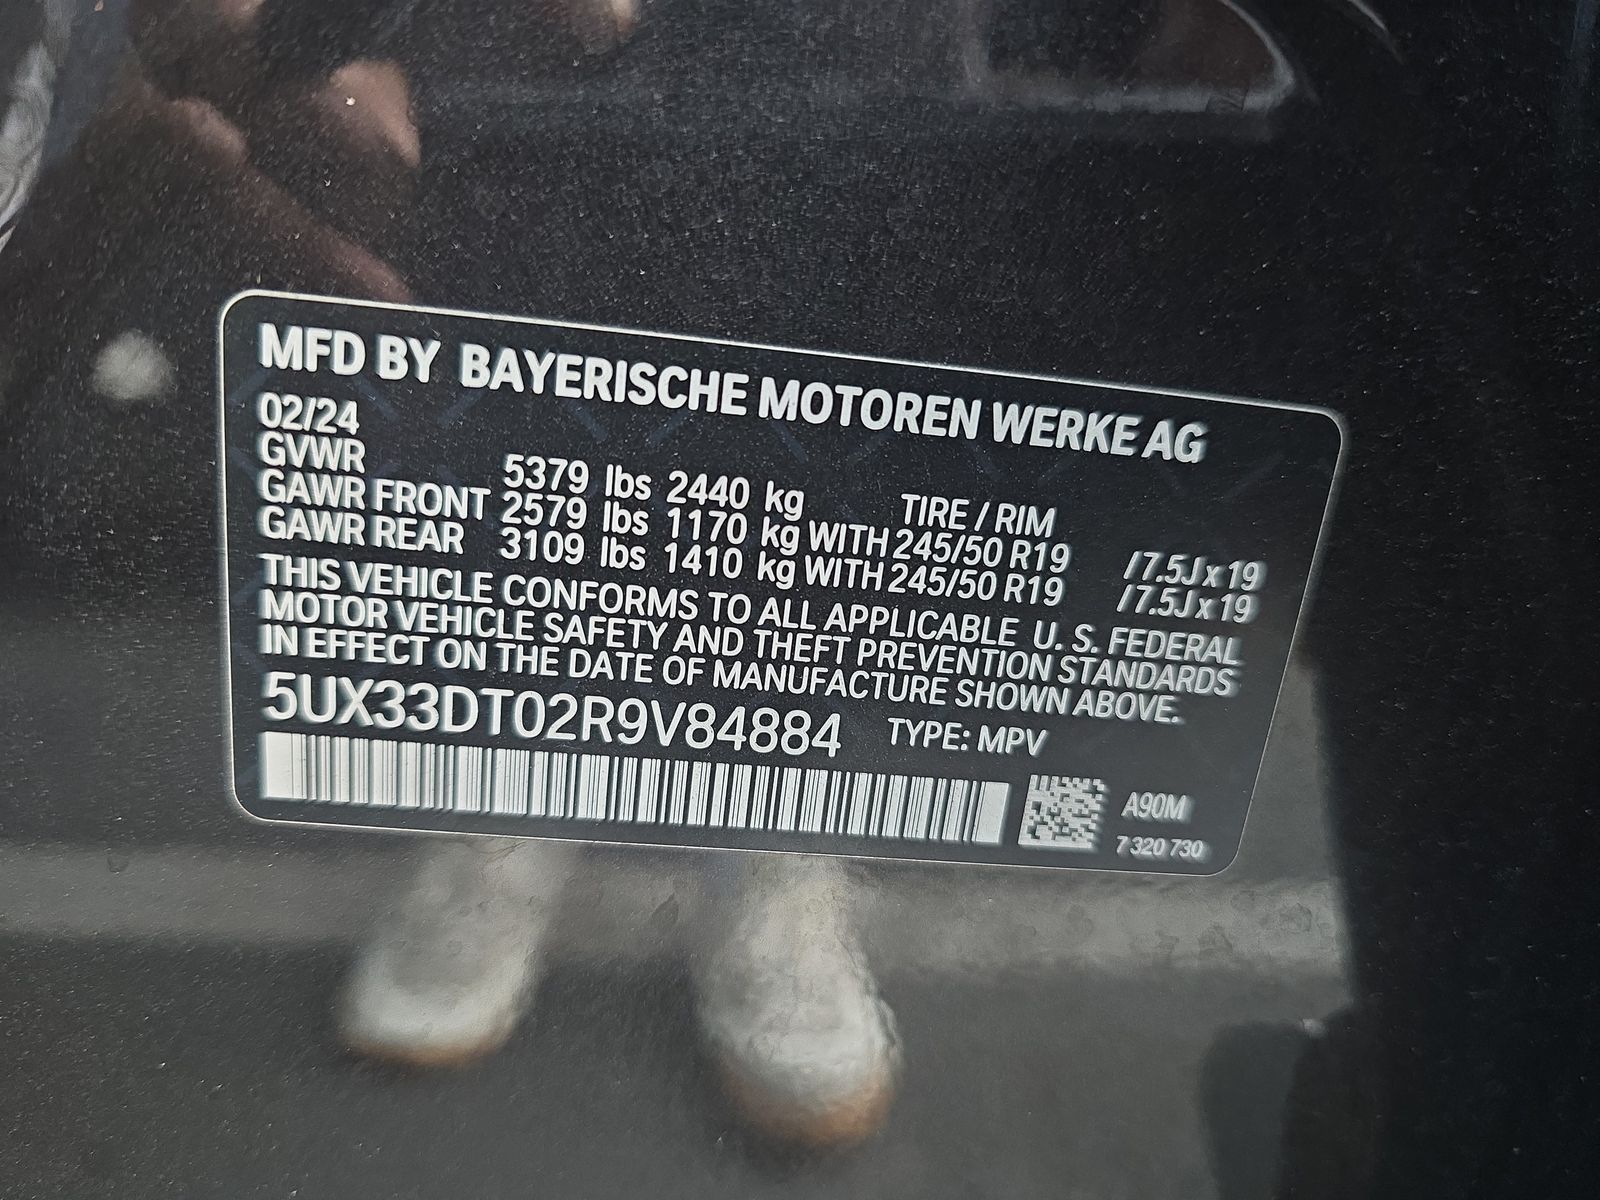 MFD BY BAYERISCHE MOTOREN WERKE AG
02/24
GVWR 5379 lbs 2440 kg TIRE / RIM
GAWR FRONT 2579 lbs 1170 kg WITH 245/50 R19 /7.5J x 19
GAWR REAR 3109 lbs 1410 kg WITH 245/50 R19 /7.5J x 19
THIS VEHICLE CONFORMS TO ALL APPLICABLE U. S. FEDERAL
MOTOR VEHICLE SAFETY AND THEFT PREVENTION STANDARDS
IN EFFECT ON THE DATE OF MANUFACTURE SHOWN ABOVE.
5UX33DT02R9V84884 TYPE: MPV
A90M
7 320 730